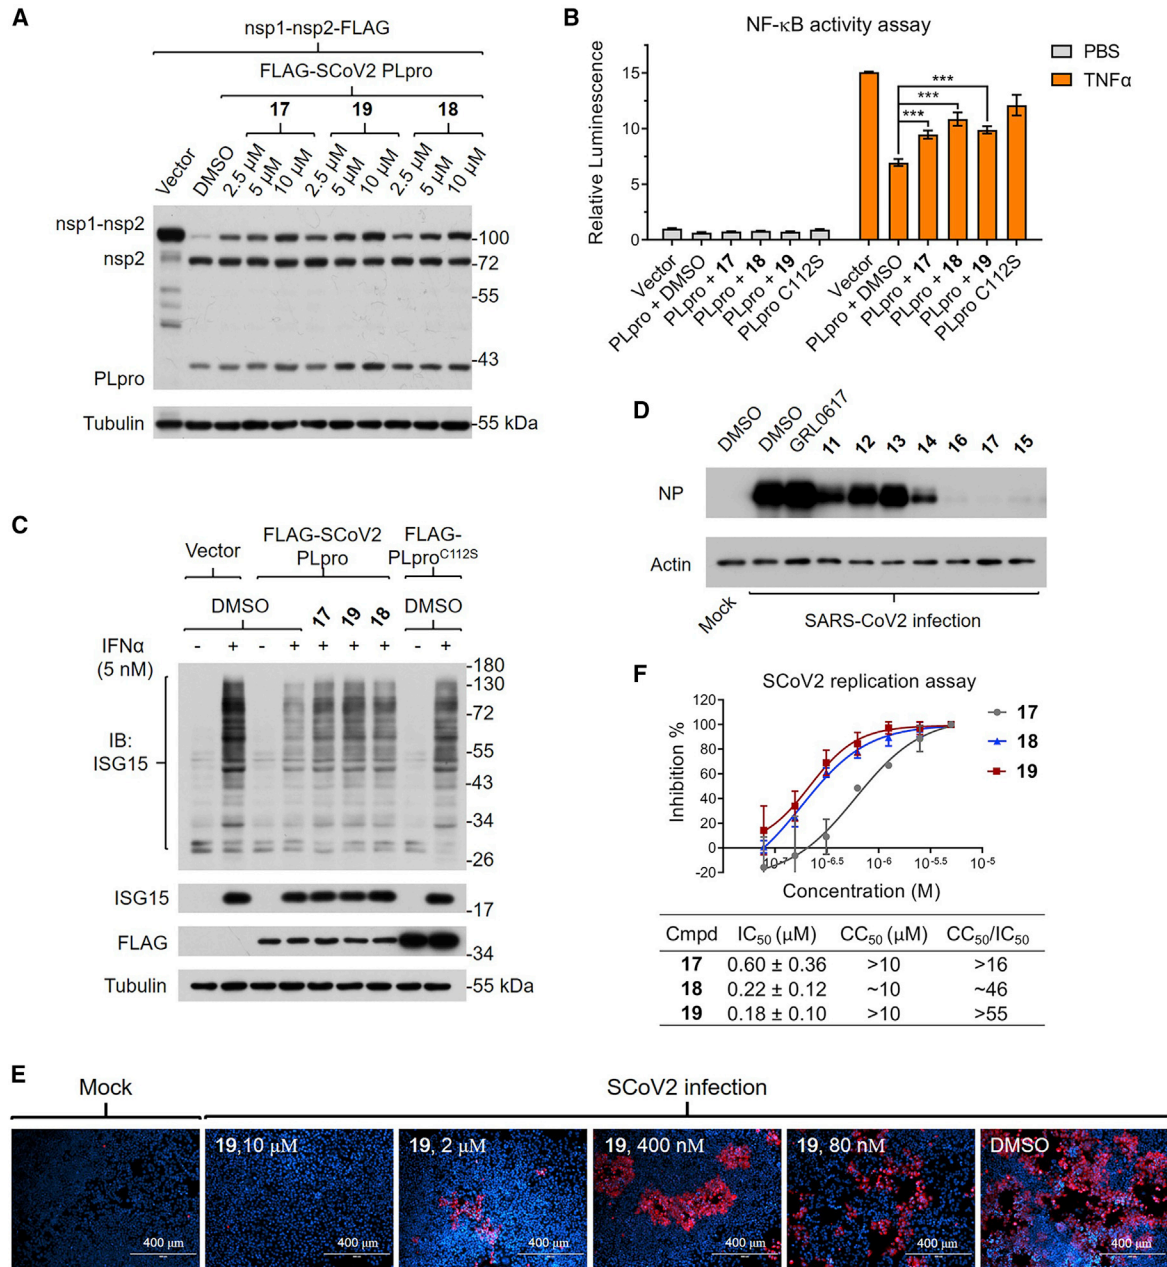 A
nsp1-nsp2-FLAG
FLAG-SCoV2 PLpro
17 19 18
Vector DMSO 2.5 μM 5 μM 10 μM 2.5 μM 5 μM 10 μM 2.5 μM 5 μM 10 μM
nsp1-nsp2
nsp2
PLpro
Tubulin
-100
-72
-55
-43
-55 kDa
B
NF-κB activity assay
PBS
TNFα
Relative Luminescence
15
10
5
0
*** *** ***
Vector
PLpro + DMSO
PLpro + 17
PLpro + 18
PLpro + 19
PLpro C112S
Vector
PLpro + DMSO
PLpro + 17
PLpro + 18
PLpro + 19
PLpro C112S
C
Vector
FLAG-SCoV2
PLpro
FLAG-
PLproC112S
DMSO 17 19 18 DMSO
IFNα
(5 nM)
- + - + + + + - +
IB:
ISG15
-180
-130
-72
-55
-43
-34
-26
ISG15
-17
FLAG
-34
Tubulin
-55 kDa
D
DMSO DMSO GRL0617 11 12 13 14 16 17 15
NP
Actin
Mock
SARS-CoV2 infection
F
SCoV2 replication assay
Inhibition %
120
100
80
60
40
20
0
-20
10-7 10-6.5 10-6 10-5.5 10-5
Concentration (M)
17
18
19
Cmpd IC50 (μM) CC50 (μM) CC50/IC50
17 0.60 ± 0.36 >10 >16
18 0.22 ± 0.12 ~10 ~46
19 0.18 ± 0.10 >10 >55
E
Mock
SCoV2 infection
19, 10 μM
19, 2 μM
19, 400 nM
19, 80 nM
DMSO
400 μm 400 μm 400 μm 400 μm 400 μm 400 μm